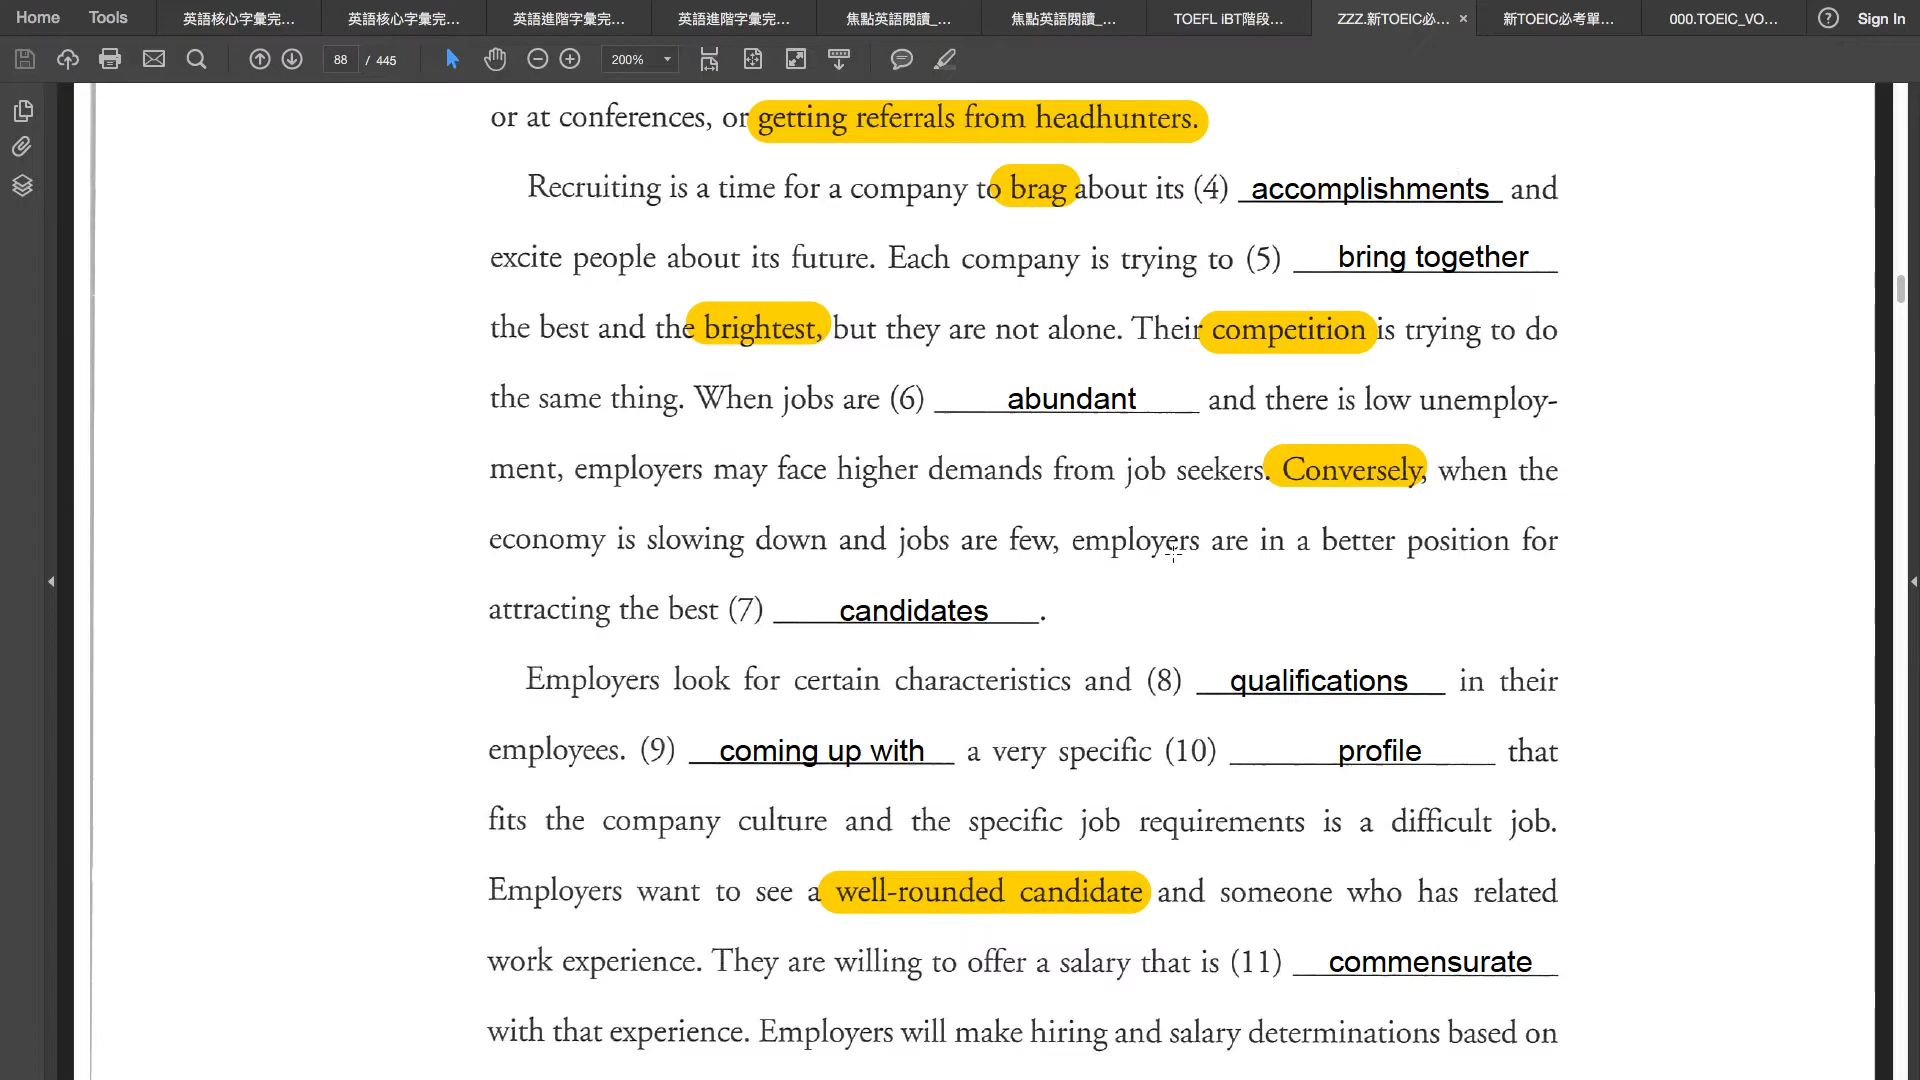 Home Tools 英語核心字彙完... 英語核心字彙完... 英語進階字彙完... 英語進階字彙完... 焦點英語閱讀_... 焦點英語閱讀_... TOEFL iBT階段... ZZZ.新TOEIC必... × 新TOEIC必考單... 000.TOEIC_VO... ? Sign In
88 / 445 200%
or at conferences, or getting referrals from headhunters.
Recruiting is a time for a company to brag about its (4) accomplishments and
excite people about its future. Each company is trying to (5) bring together
the best and the brightest, but they are not alone. Their competition is trying to do
the same thing. When jobs are (6) abundant and there is low unemploy-
ment, employers may face higher demands from job seekers. Conversely, when the
economy is slowing down and jobs are few, employers are in a better position for
attracting the best (7) candidates.
Employers look for certain characteristics and (8) qualifications in their
employees. (9) coming up with a very specific (10) profile that
fits the company culture and the specific job requirements is a difficult job.
Employers want to see a well-rounded candidate and someone who has related
work experience. They are willing to offer a salary that is (11) commensurate
with that experience. Employers will make hiring and salary determinations based on